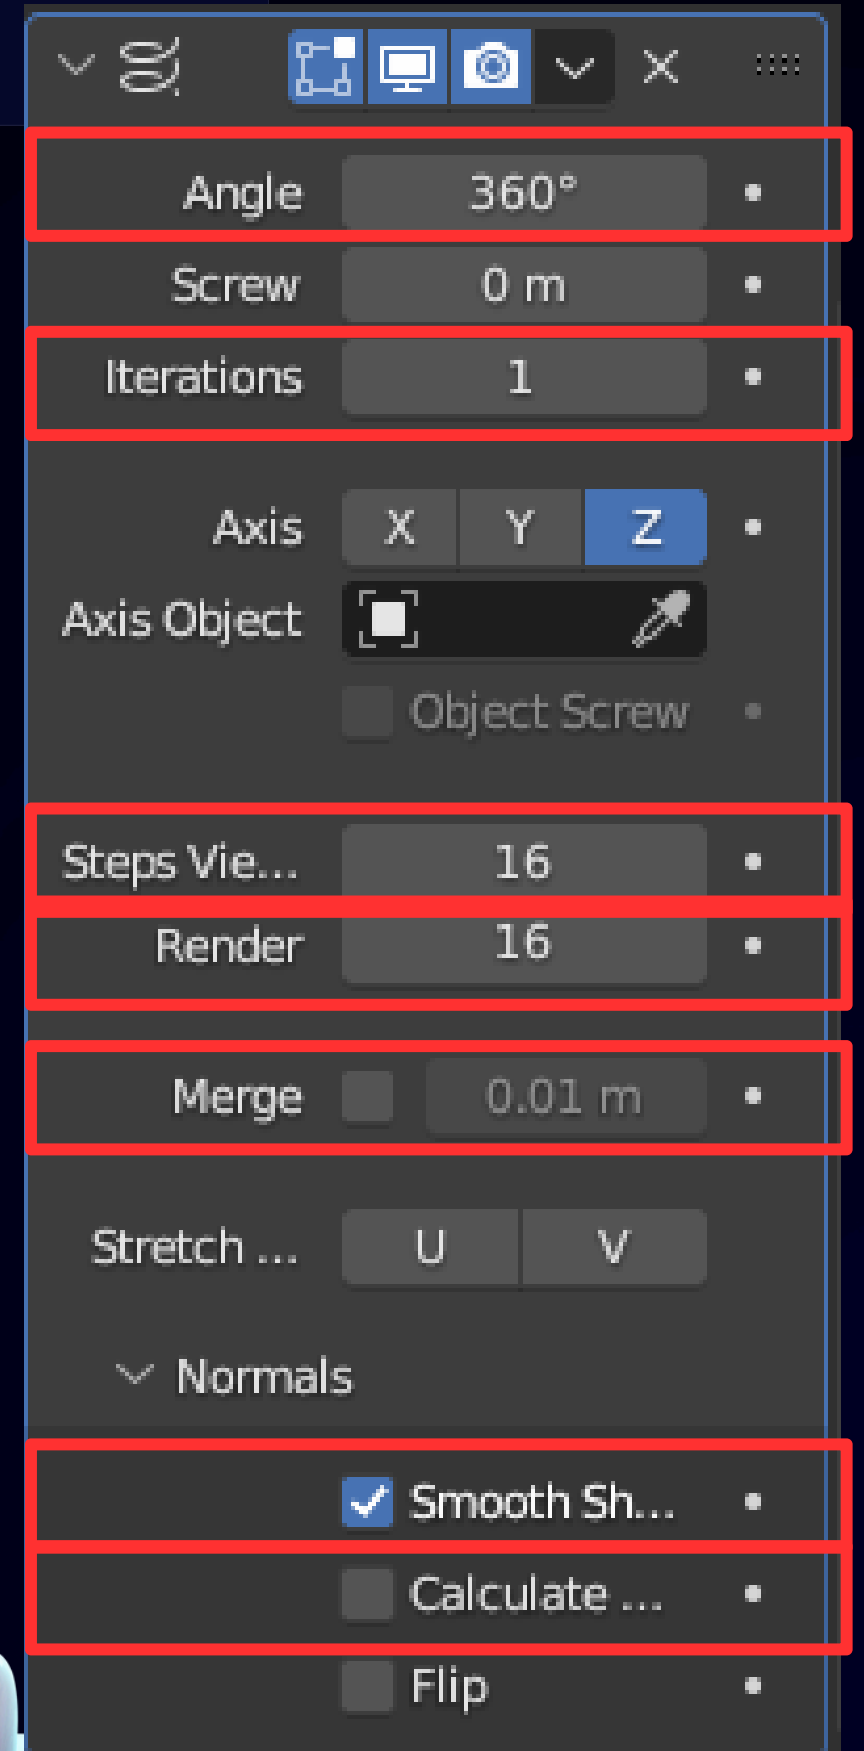 Angle 360°
Screw 0 m
Iterations 1
Axis X Y Z
Axis Object
Object Screw
Steps Vie... 16
Render 16
Merge 0.01 m
Stretch ... U V
Normals
Smooth Sh...
Calculate ...
Flip